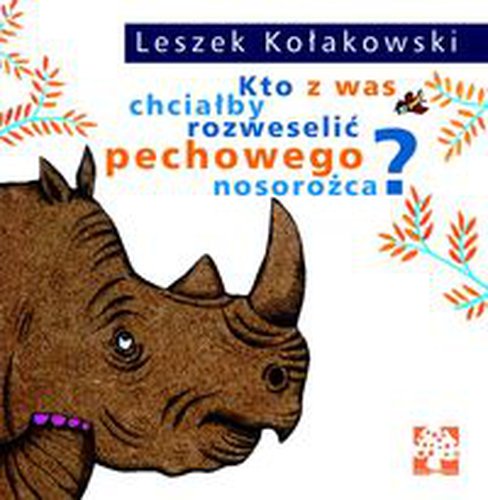 Leszek Kołakowski
Kto z was
chciałby
rozweselić
pechowego
nosorożca?